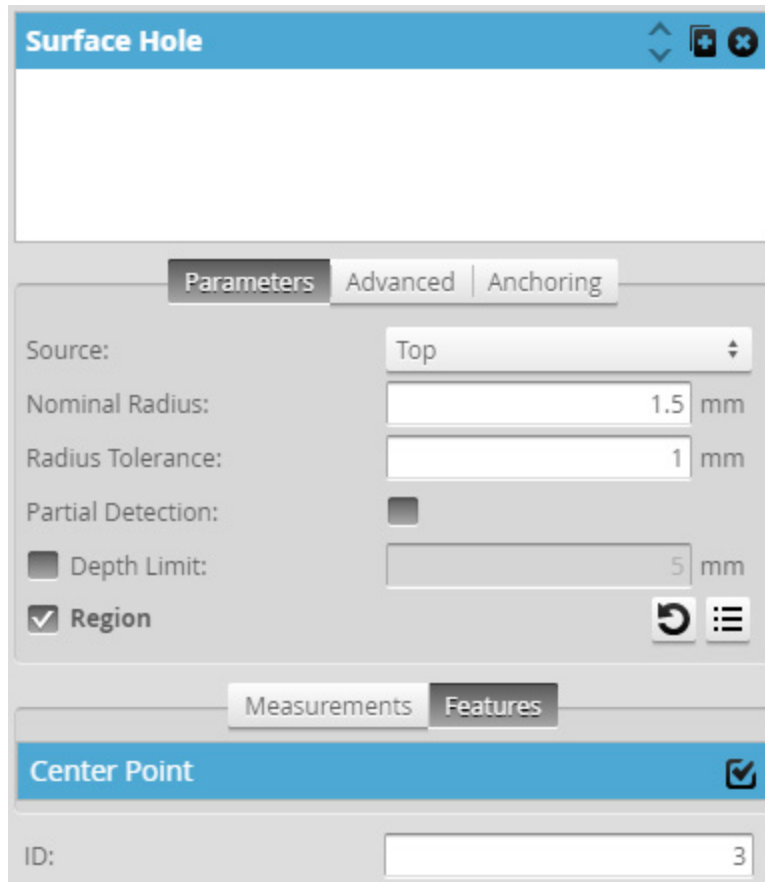 Surface Hole
Parameters Advanced Anchoring
Source: Top
Nominal Radius: 1.5 mm
Radius Tolerance: 1 mm
Partial Detection:
Depth Limit: 5 mm
Region
Measurements Features
Center Point
ID: 3